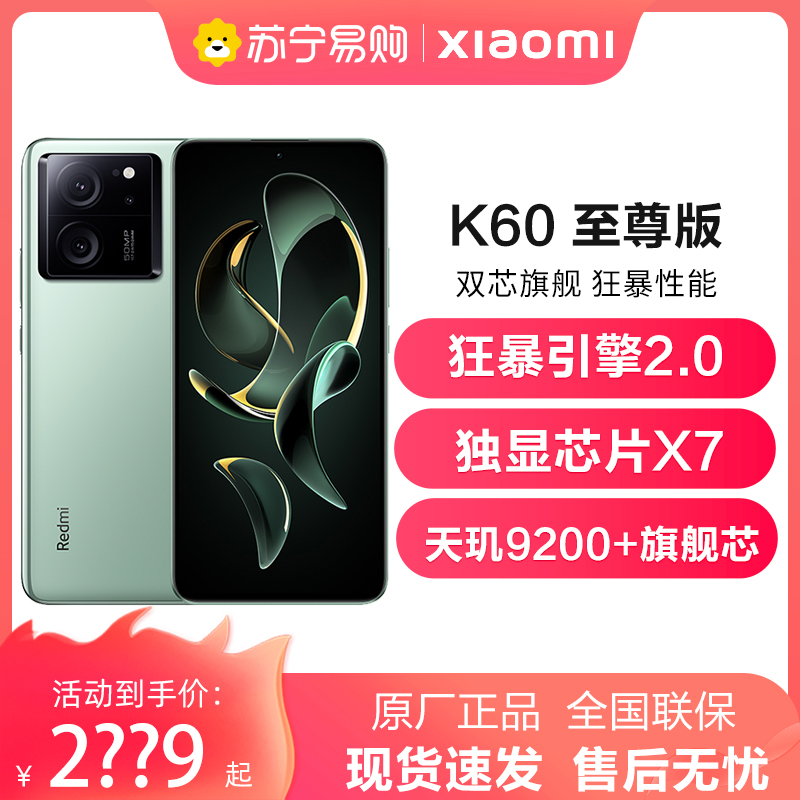 苏宁易购 | xiaomi
50MP
Redmi
K60 至尊版
双芯旗舰 狂暴性能
狂暴引擎2.0
独显芯片X7
天玑9200+旗舰芯
活动到手价：
¥ 2??9 起
原厂正品 全国联保
现货速发 售后无忧